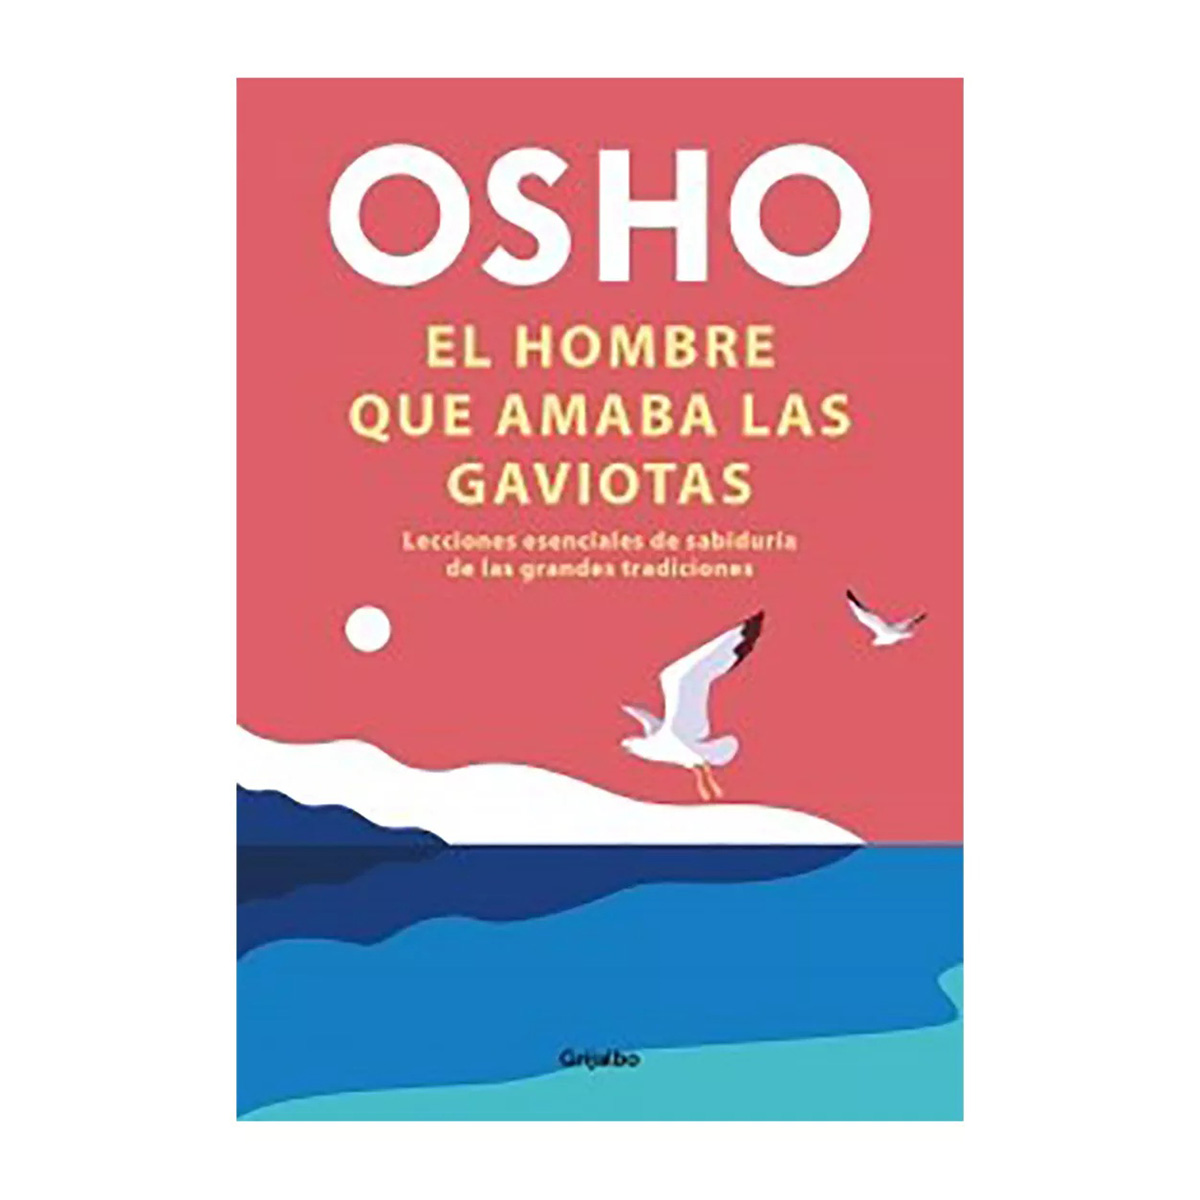 OSHO
EL HOMBRE
QUE AMABA LAS
GAVIOTAS
Lecciones esenciales de sabiduría
de las grandes tradiciones
Grijalbo